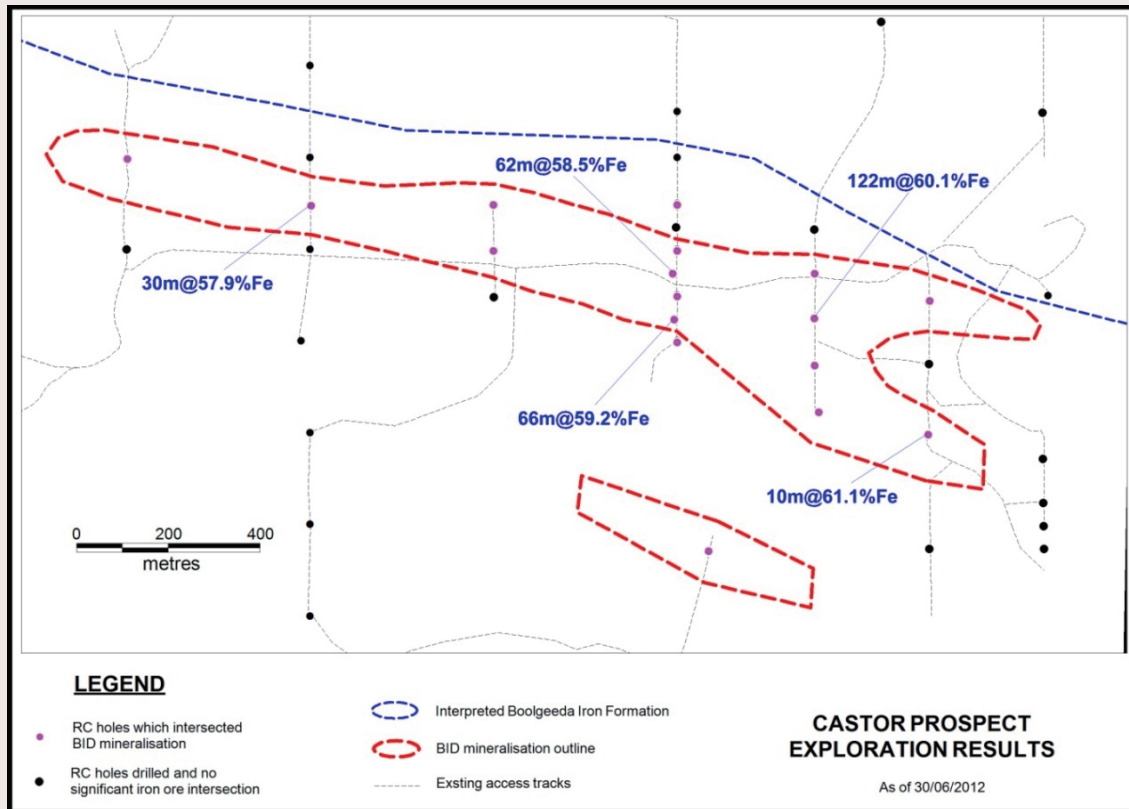 62m@58.5%Fe
122m@60.1%Fe
30m@57.9%Fe
66m@59.2%Fe
10m@61.1%Fe
0 200 400
metres
LEGEND
RC holes which intersected
BID mineralisation
RC holes drilled and no
significant iron ore intersection
Interpreted Boolgeeda Iron Formation
BID mineralisation outline
Existing access tracks
CASTOR PROSPECT
EXPLORATION RESULTS
As of 30/06/2012